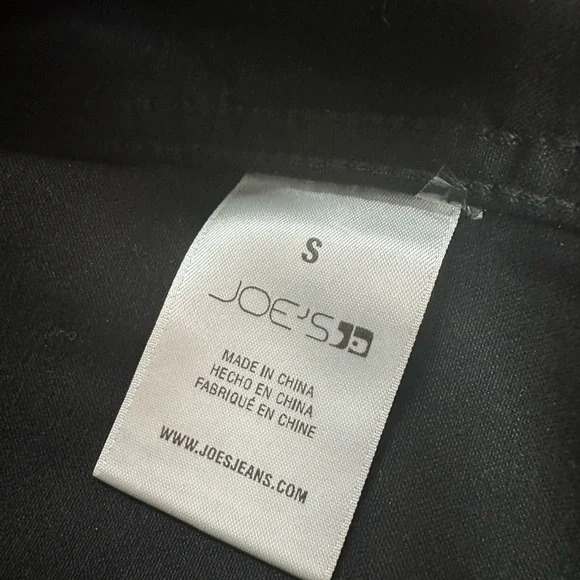 S
JOE'S
MADE IN CHINA
HECHO EN CHINA
FABRIQUÉ EN CHINE
WWW.JOESJEANS.COM